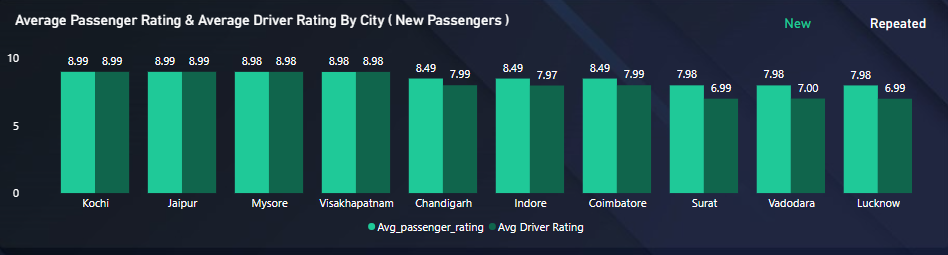 Average Passenger Rating & Average Driver Rating By City ( New Passengers )
New Repeated
10
8.99 8.99 8.99 8.99 8.98 8.98 8.98 8.98 8.49 7.99 8.49 7.97 8.49 7.99 7.98 6.99 7.98 7.00 7.98 6.99
5
0
Kochi Jaipur Mysore Visakhapatnam Chandigarh Indore Coimbatore Surat Vadodara Lucknow
Avg_passenger_rating Avg Driver Rating